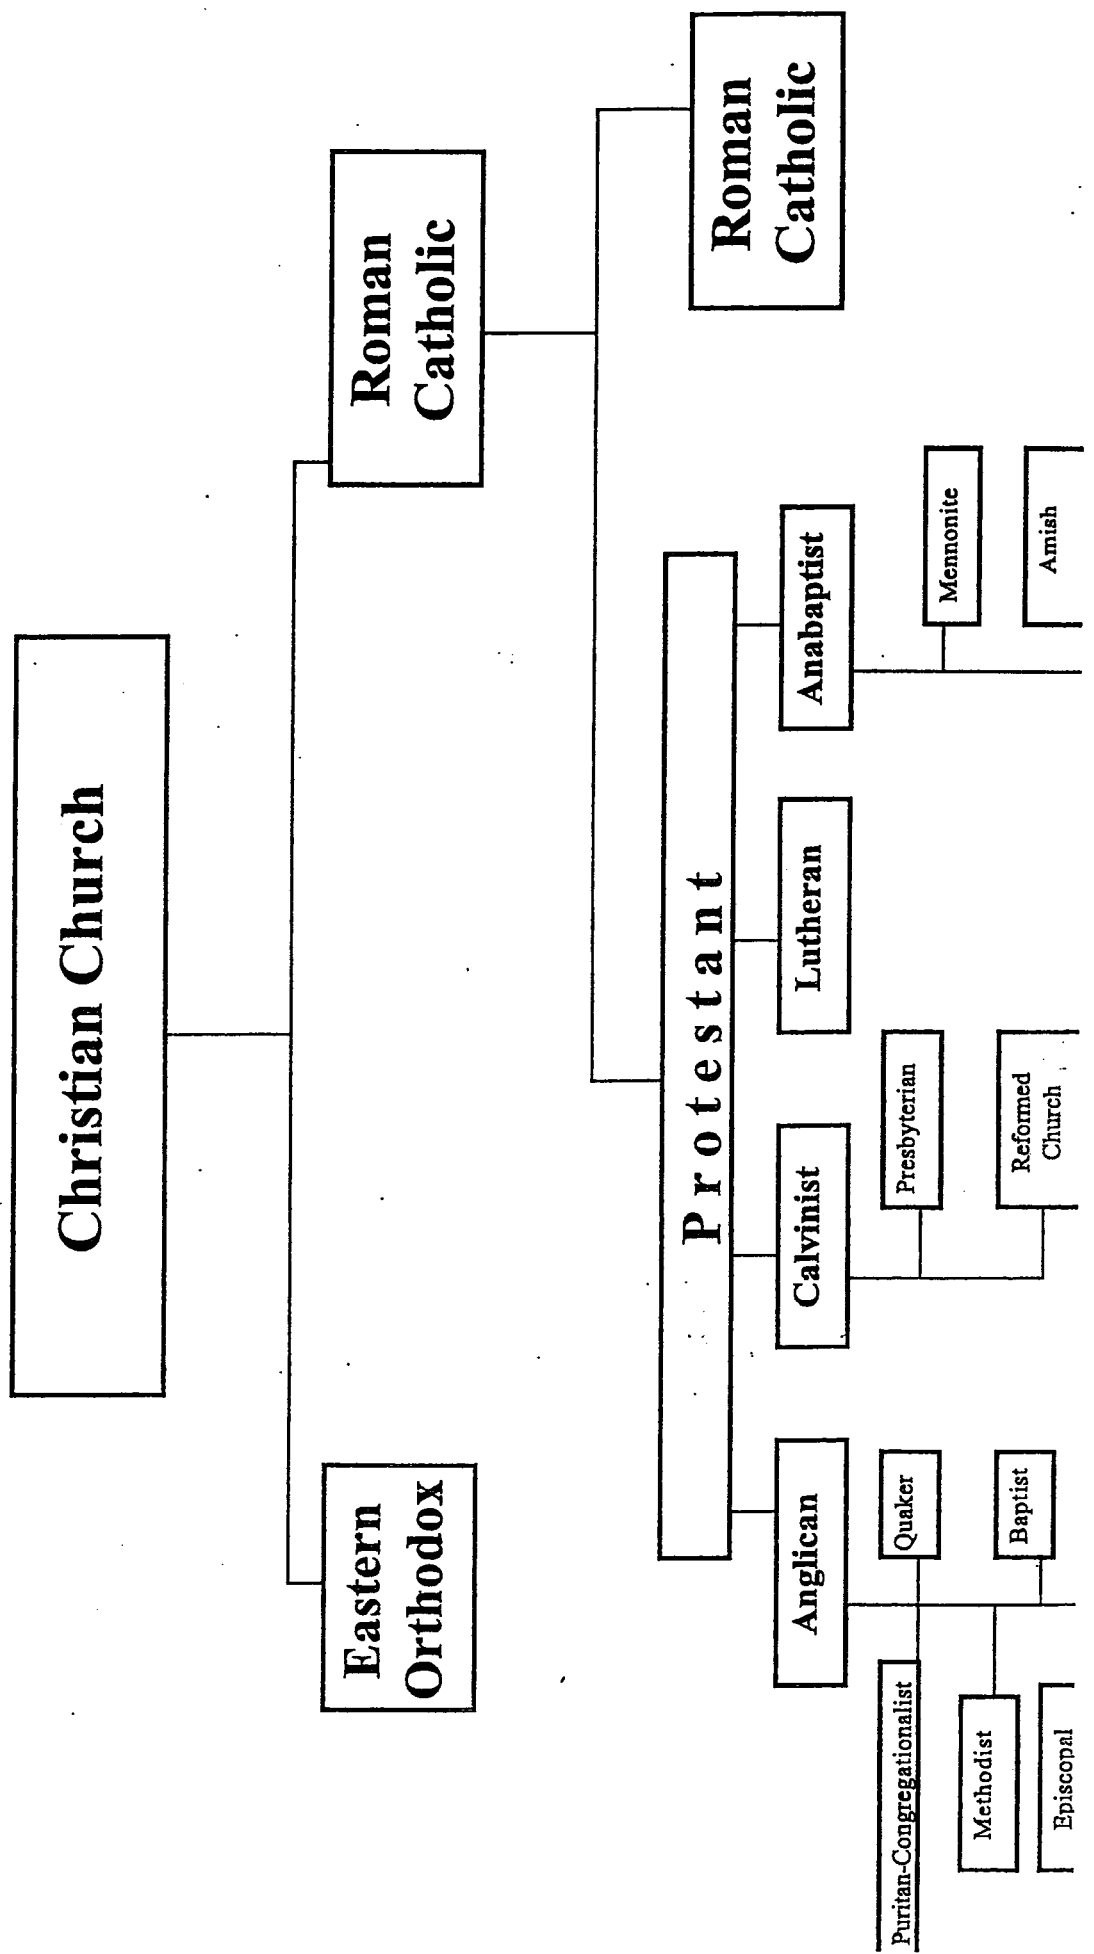 Christian Church
Eastern
Orthodox
Roman
Catholic
Protestant
Roman
Catholic
Anglican
Calvinist
Lutheran
Anabaptist
Puritan-Congregationalist
Quaker
Methodist
Baptist
Episcopal
Presbyterian
Reformed
Church
Mennonite
Amish